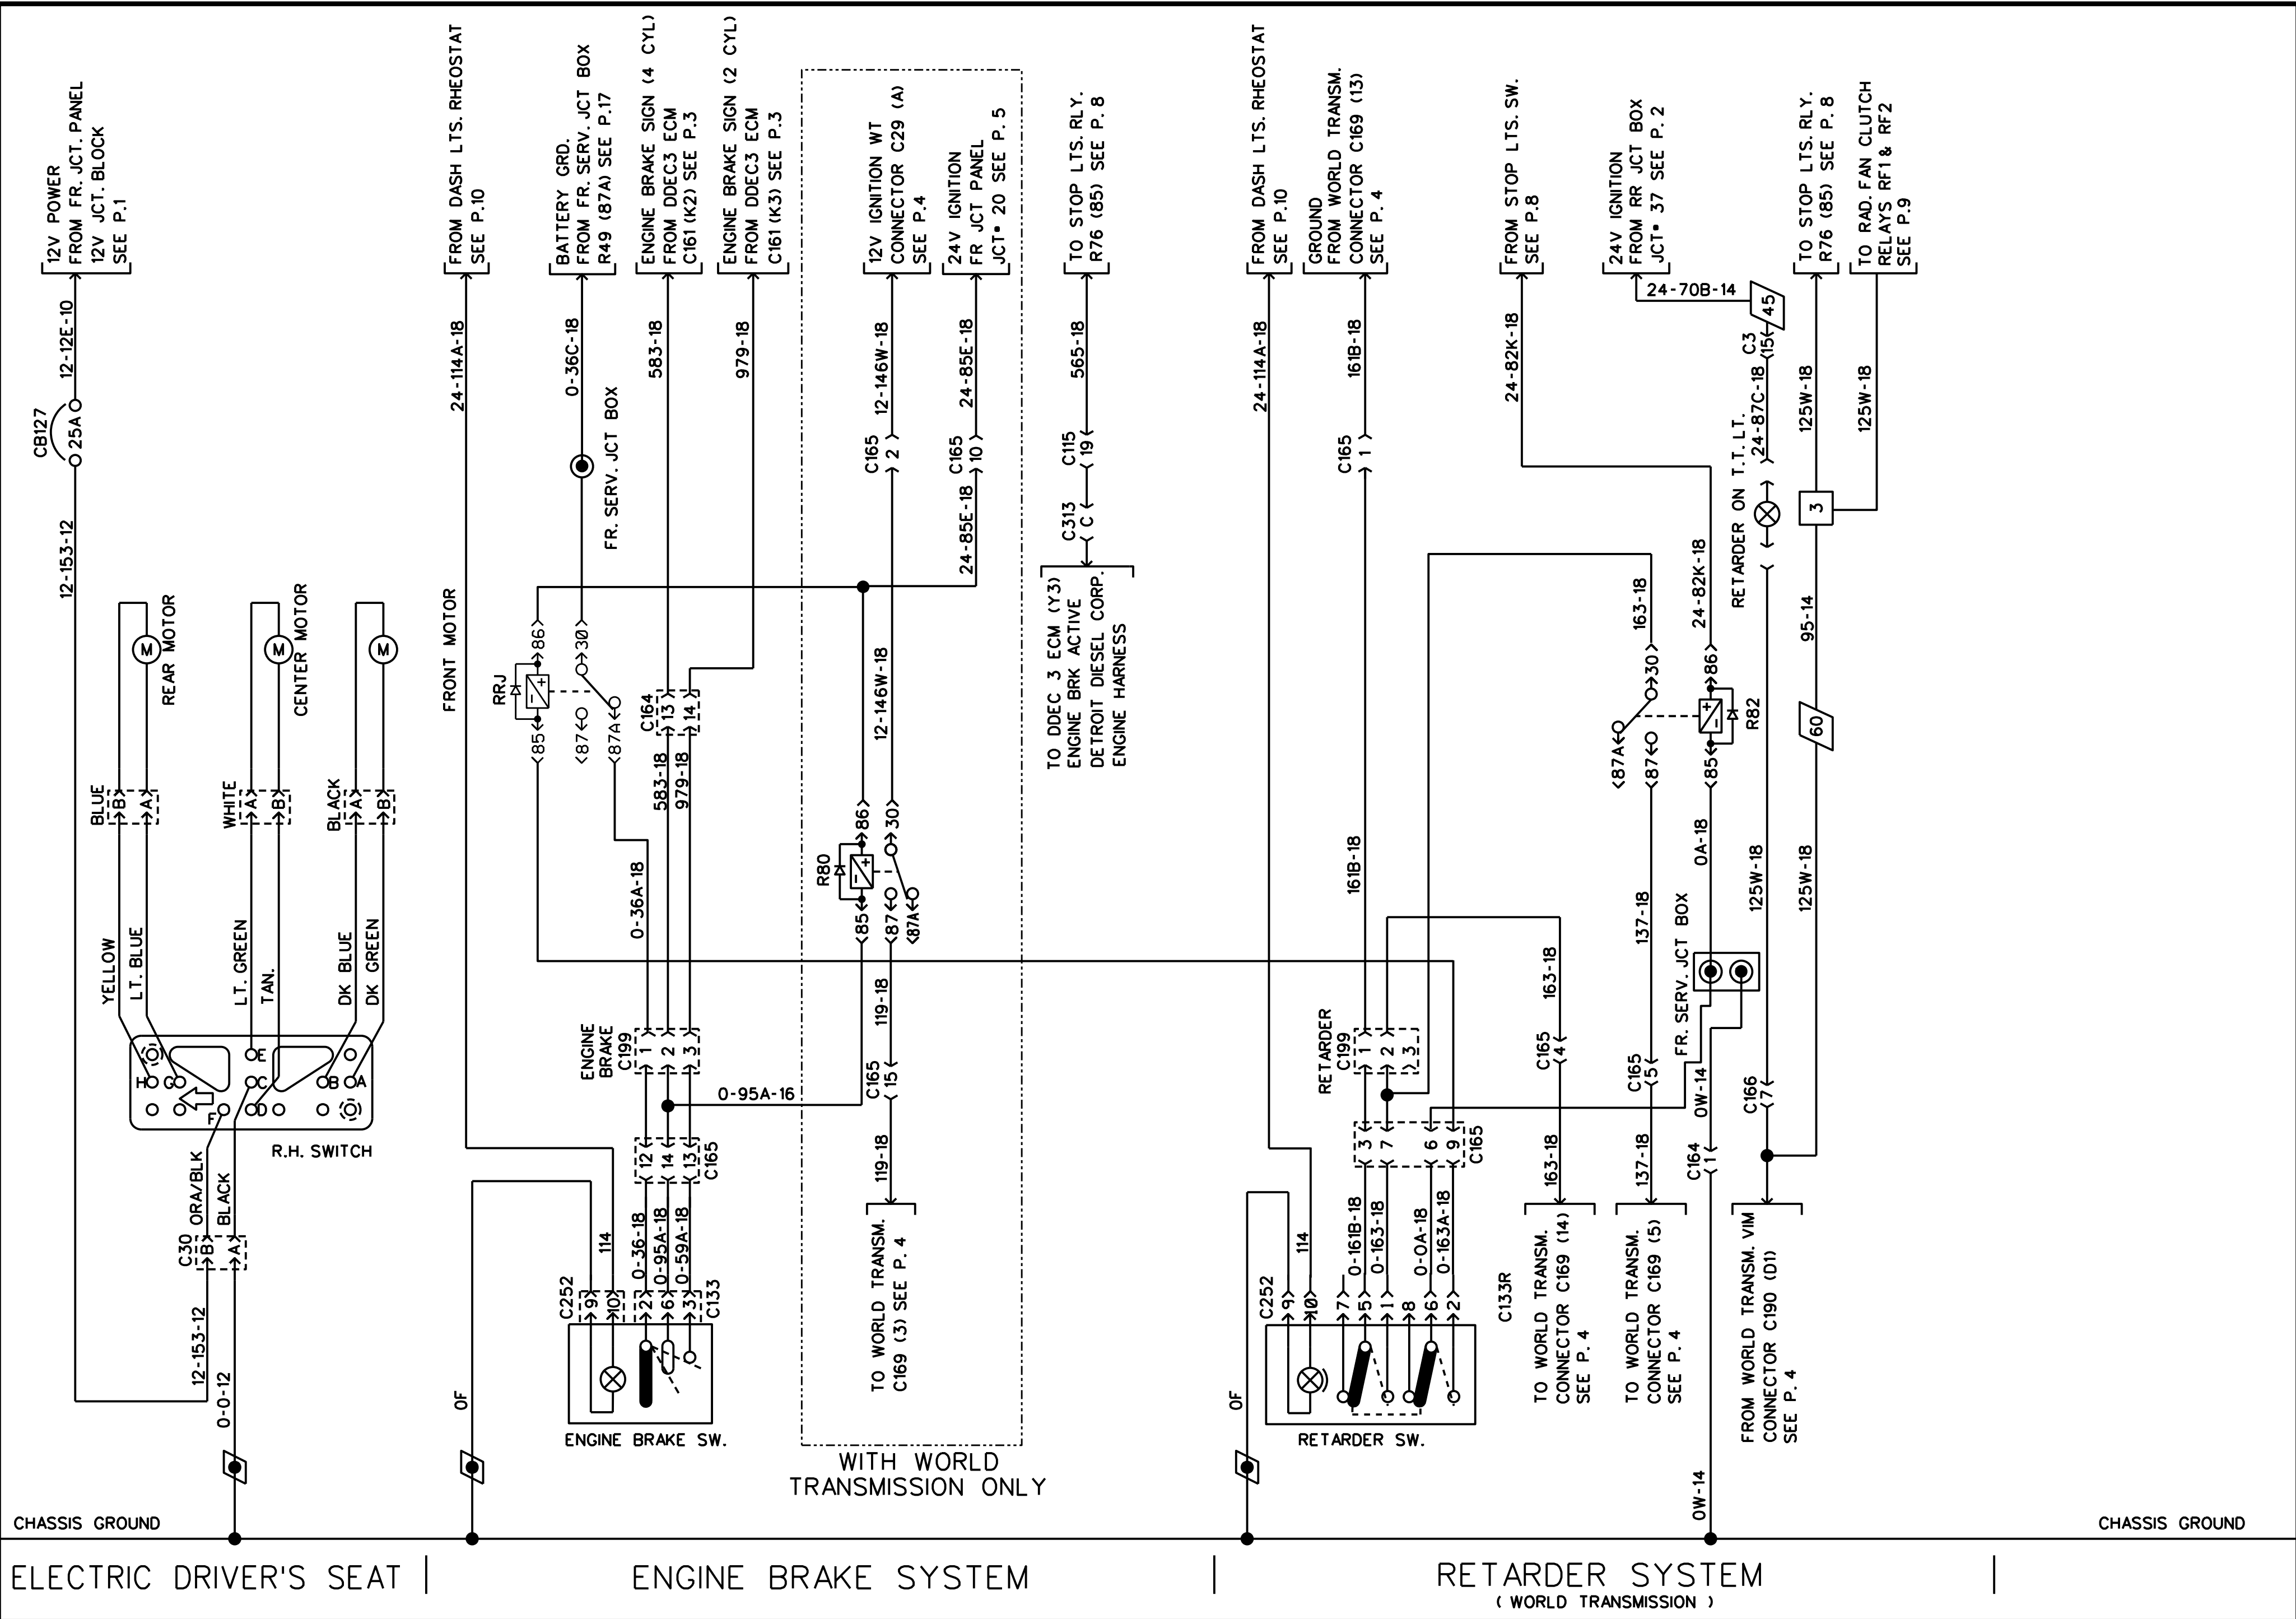 12V POWER
FROM FR. JCT. PANEL
12V JCT. BLOCK
SEE P.1
12-12E-10
CB127
25A
12-153-12
REAR MOTOR
M
CENTER MOTOR
M
M
FRONT MOTOR
BLUE
B
A
WHITE
A
B
BLACK
A
B
YELLOW
LT. BLUE
LT. GREEN
TAN.
DK BLUE
DK GREEN
E
H
G
C
B
A
D
F
R.H. SWITCH
ORA/BLK
BLACK
C30
B
A
12-153-12
0-0-12
CHASSIS GROUND
ELECTRIC DRIVER'S SEAT
FROM DASH LTS. RHEOSTAT
SEE P.10
24-114A-18
BATTERY GRD.
FROM FR. SERV. JCT BOX
R49 (87A) SEE P.17
0-36C-18
FR. SERV. JCT BOX
ENGINE BRAKE SIGN (4 CYL)
FROM DDEC3 ECM
C161 (K2) SEE P.3
583-18
ENGINE BRAKE SIGN (2 CYL)
FROM DDEC3 ECM
C161 (K3) SEE P.3
979-18
12V IGNITION WT
CONNECTOR C29 (A)
SEE P.4
12-146W-18
C165
2
24V IGNITION
FR JCT PANEL
JCT# 20 SEE P. 5
24-85E-18
C165
10
24-85E-18
TO STOP LTS. RLY.
R76 (85) SEE P. 8
565-18
C115
19
C313
C
TO DDEC 3 ECM (Y3)
ENGINE BRK ACTIVE
DETROIT DIESEL CORP.
ENGINE HARNESS
RRJ
86
30
85
87
87A
C164
13
14
583-18
979-18
0-36A-18
12-146W-18
R80
86
30
85
87
87A
119-18
C165
15
119-18
TO WORLD TRANSM.
C169 (3) SEE P. 4
ENGINE
BRAKE
C199
1
2
3
0-95A-16
12
14
13
C165
0-36-18
0-95A-18
0-59A-18
114
C252
9
10
2
6
3
C133
ENGINE BRAKE SW.
0F
WITH WORLD
TRANSMISSION ONLY
ENGINE BRAKE SYSTEM
FROM DASH LTS. RHEOSTAT
SEE P.10
24-114A-18
GROUND
FROM WORLD TRANSM.
CONNECTOR C169 (13)
SEE P. 4
161B-18
C165
1
161B-18
FROM STOP LTS. SW.
SEE P.8
24-82K-18
24V IGNITION
FROM RR JCT BOX
JCT# 37 SEE P. 2
24-70B-14
45
C3
15
24-87C-18
RETARDER ON T.T. LT.
TO STOP LTS. RLY.
R76 (85) SEE P. 8
125W-18
TO RAD. FAN CLUTCH
RELAYS RF1 & RF2
SEE P.9
125W-18
3
95-14
60
125W-18
163-18
24-82K-18
30
86
R82
87A
87
85
0A-18
137-18
125W-18
FR. SERV. JCT BOX
163-18
C165
4
163-18
C165
5
137-18
0W-14
C164
1
C166
7
RETARDER
C199
1
2
3
3
7
6
9
C165
0-161B-18
0-163-18
0-0A-18
0-163A-18
114
C252
9
10
7
5
1
8
6
2
C133R
RETARDER SW.
0F
TO WORLD TRANSM.
CONNECTOR C169 (14)
SEE P. 4
TO WORLD TRANSM.
CONNECTOR C169 (5)
SEE P. 4
FROM WORLD TRANSM. VIM
CONNECTOR C190 (D1)
SEE P. 4
0W-14
CHASSIS GROUND
RETARDER SYSTEM
( WORLD TRANSMISSION )